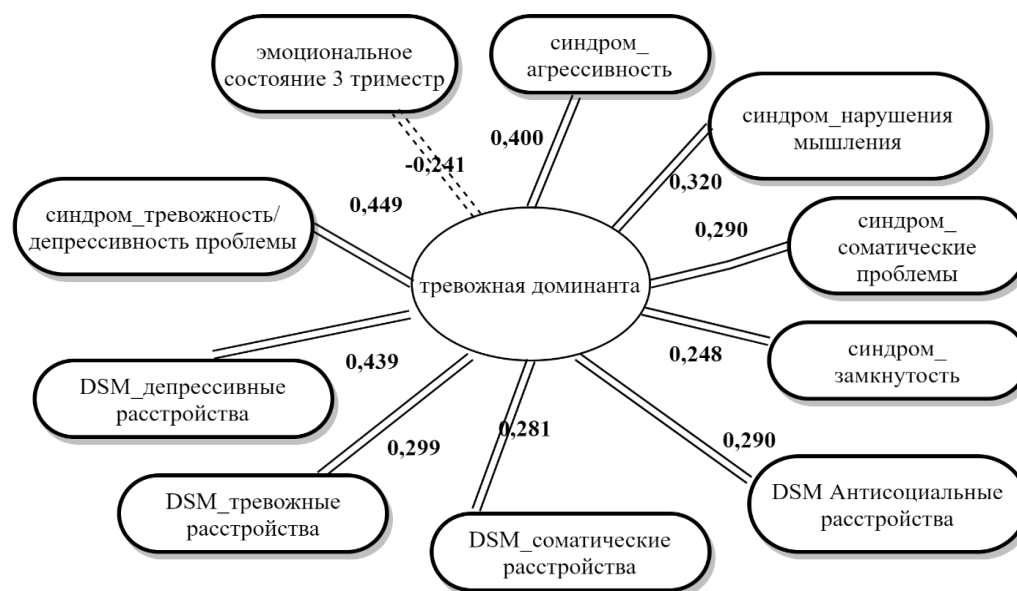 эмоциональное
состояние 3 триместр
синдром_
агрессивность
синдром_нарушения
мышления
0,400
-0,241
0,320
синдром_тревожность/
депрессивность проблемы
0,449
0,290
синдром_
соматические
проблемы
тревожная доминанта
0,439
0,248
синдром_
замкнутость
DSM_депрессивные
расстройства
0,299
0,281
0,290
DSM_тревожные
расстройства
DSM_соматические
расстройства
DSM Антисоциальные
расстройства